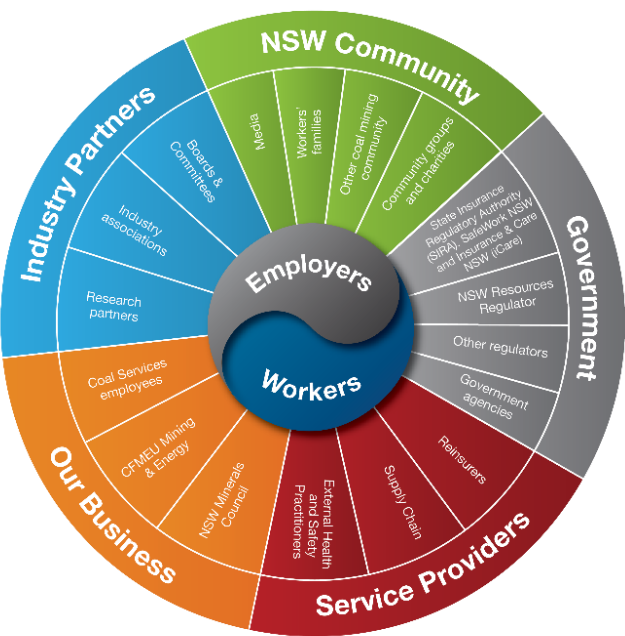 NSW Community
Media
Workers'
families
Other coal mining
community
Community groups
and charities
Government
State Insurance
Regulatory Authority
(SIRA). SafeWork NSW
and Insurance & Care
NSW (iCare)
NSW Resources
Regulator
Other regulators
Government
agencies
Service Providers
Reinsurers
Supply Chain
External Health
and Safety
Practitioners
Our Business
NSW Minerals
Council
CFMEU Mining
& Energy
Coal Services
employees
Industry Partners
Research
partners
Industry
associations
Boards &
Committees
Employers
Workers